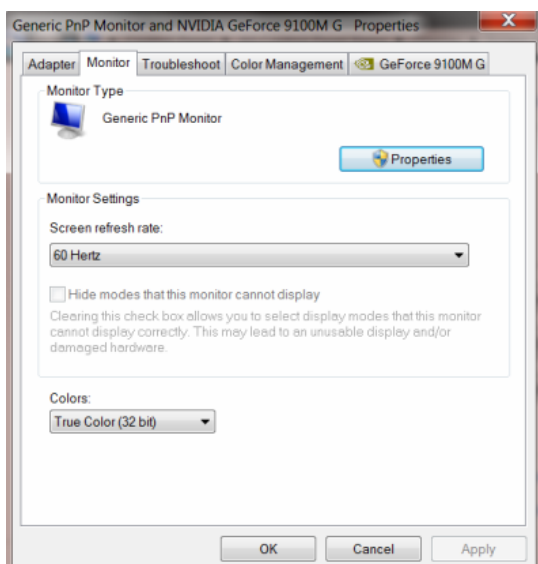 Generic PnP Monitor and NVIDIA GeForce 9100M G Properties
Adapter Monitor Troubleshoot Color Management GeForce 9100M G
Monitor Type
Generic PnP Monitor
Properties
Monitor Settings
Screen refresh rate:
60 Hertz
Hide modes that this monitor cannot display
Clearing this check box allows you to select display modes that this monitor
cannot display correctly. This may lead to an unusable display and/or
damaged hardware.
Colors:
True Color (32 bit)
OK Cancel Apply